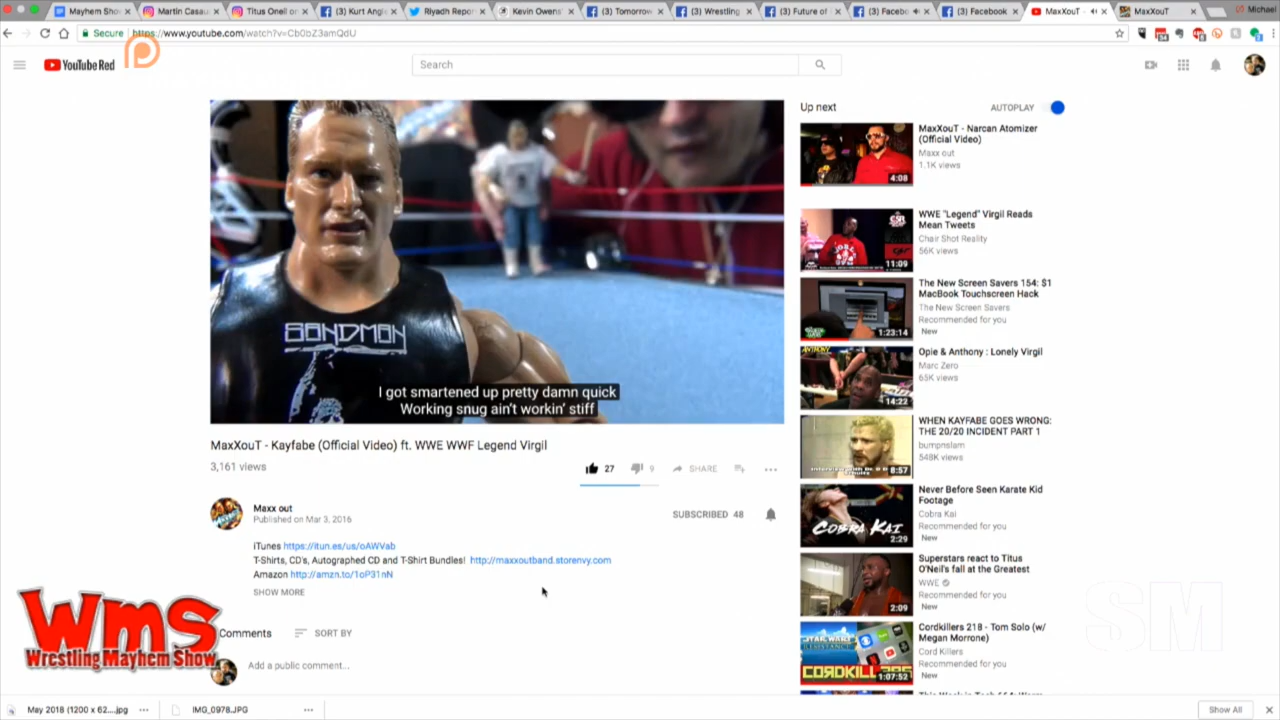 Mayhem Sho
Martin Casau
Titus Oneil or
(3) Kurt Angl
Riyadh Repor
Kevin Owens'
(3) Tomorrow
(3) Wrestling
(3) Future of
(3) Facebo
(3) Facebook
MaxXouT -
MaxXouT
Michael
Secure
https://www.youtube.com/watch?v=Cb0bZ3amQdU
YouTube Red
Search
SANDMAN
I got smartened up pretty damn quick
Working snug ain't workin' stiff
MaxXouT - Kayfabe (Official Video) ft. WWE WWF Legend Virgil
3,161 views
27
9
SHARE
Maxx out
Published on Mar 3, 2016
SUBSCRIBED 48
iTunes https://itun.es/us/oAWVab
T-Shirts, CD's, Autographed CD and T-Shirt Bundles! http://maxxoutband.storenvy.com
Amazon http://amzn.to/1oP31nN
SHOW MORE
Comments
SORT BY
Add a public comment...
WMS
Wrestling Mayhem Show
Up next
AUTOPLAY
MaxXouT - Narcan Atomizer
(Official Video)
Maxx out
1.1K views
4:08
WWE "Legend" Virgil Reads
Mean Tweets
Chair Shot Reality
56K views
11:09
The New Screen Savers 154: $1
MacBook Touchscreen Hack
The New Screen Savers
Recommended for you
New
1:23:14
Opie & Anthony : Lonely Virgil
Marc Zero
65K views
14:22
WHEN KAYFABE GOES WRONG:
THE 20/20 INCIDENT PART 1
bumpnslam
548K views
8:57
Never Before Seen Karate Kid
Footage
Cobra Kai
Recommended for you
New
COBRA KAI
2:29
Superstars react to Titus
O'Neil's fall at the Greatest
WWE
Recommended for you
New
2:09
Cordkillers 218 - Tom Solo (w/
Megan Morrone)
Cord Killers
Recommended for you
New
1:07:52
SM
May 2018 (1200 x 62....jpg
IMG_0978.JPG
Show All